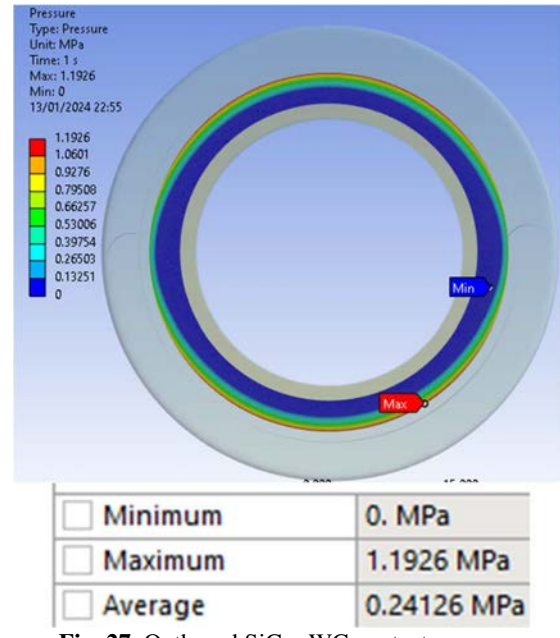 Pressure
Type: Pressure
Unit: MPa
Time: 1 s
Max: 1.1926
Min: 0
13/01/2024 22:55
1.1926
1.0601
0.9276
0.79508
0.66257
0.53006
0.39754
0.26503
0.13251
0
Min
Max
Minimum 0. MPa
Maximum 1.1926 MPa
Average 0.24126 MPa